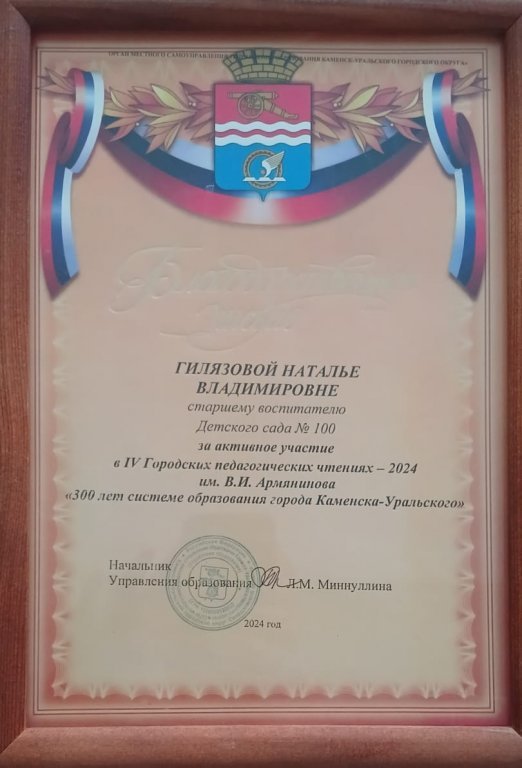 ОРГАН МЕСТНОГО САМОУПРАВЛЕНИЯ КАМЕНСК-УРАЛЬСКОГО ГОРОДСКОГО ОКРУГА»
Благодарственное
письмо
ГИЛЯЗОВОЙ НАТАЛЬЕ
ВЛАДИМИРОВНЕ
старшему воспитателю
Детского сада № 100
за активное участие
в IV Городских педагогических чтениях – 2024
им. В.И. Армянинова
«300 лет системе образования города Каменска-Уральского»
Начальник
Управления образования Л.М. Миннуллина
2024 год